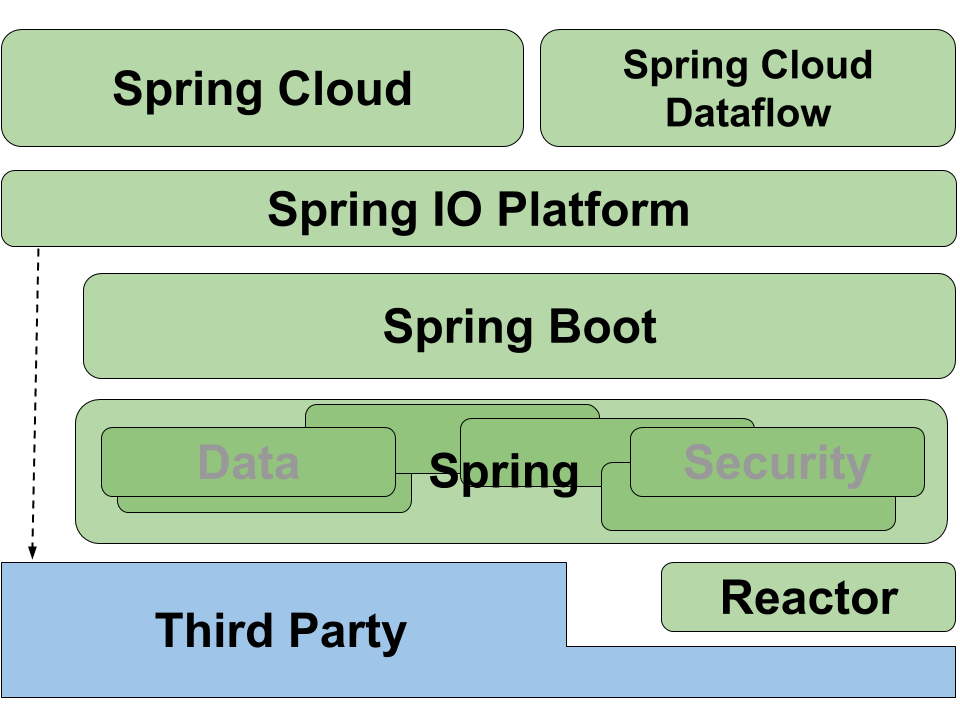 Spring Cloud
Spring Cloud
Dataflow
Spring IO Platform
Spring Boot
Data
Spring
Security
Reactor
Third Party